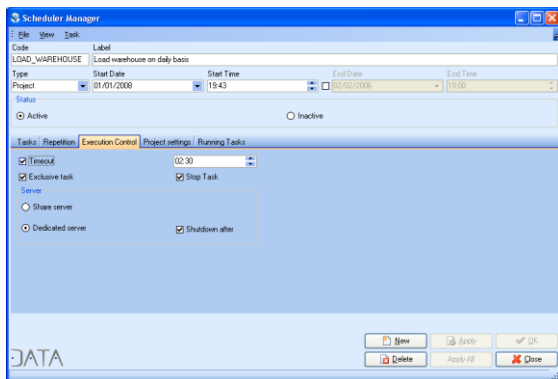 Scheduler Manager
File View Task
Code Label
LOAD_WAREHOUSE Load warehouse on daily basis
Type Start Date Start Time End Date End Time
Project 01/01/2008 19:43 02/02/2006 19:00
Status
Active Inactive
Tasks Repetition Execution Control Project settings Running Tasks
Timeout 02:30
Exclusive task Stop Task
Server
Share server
Dedicated server Shutdown after
New Apply OK
DATA Delete Apply All Close